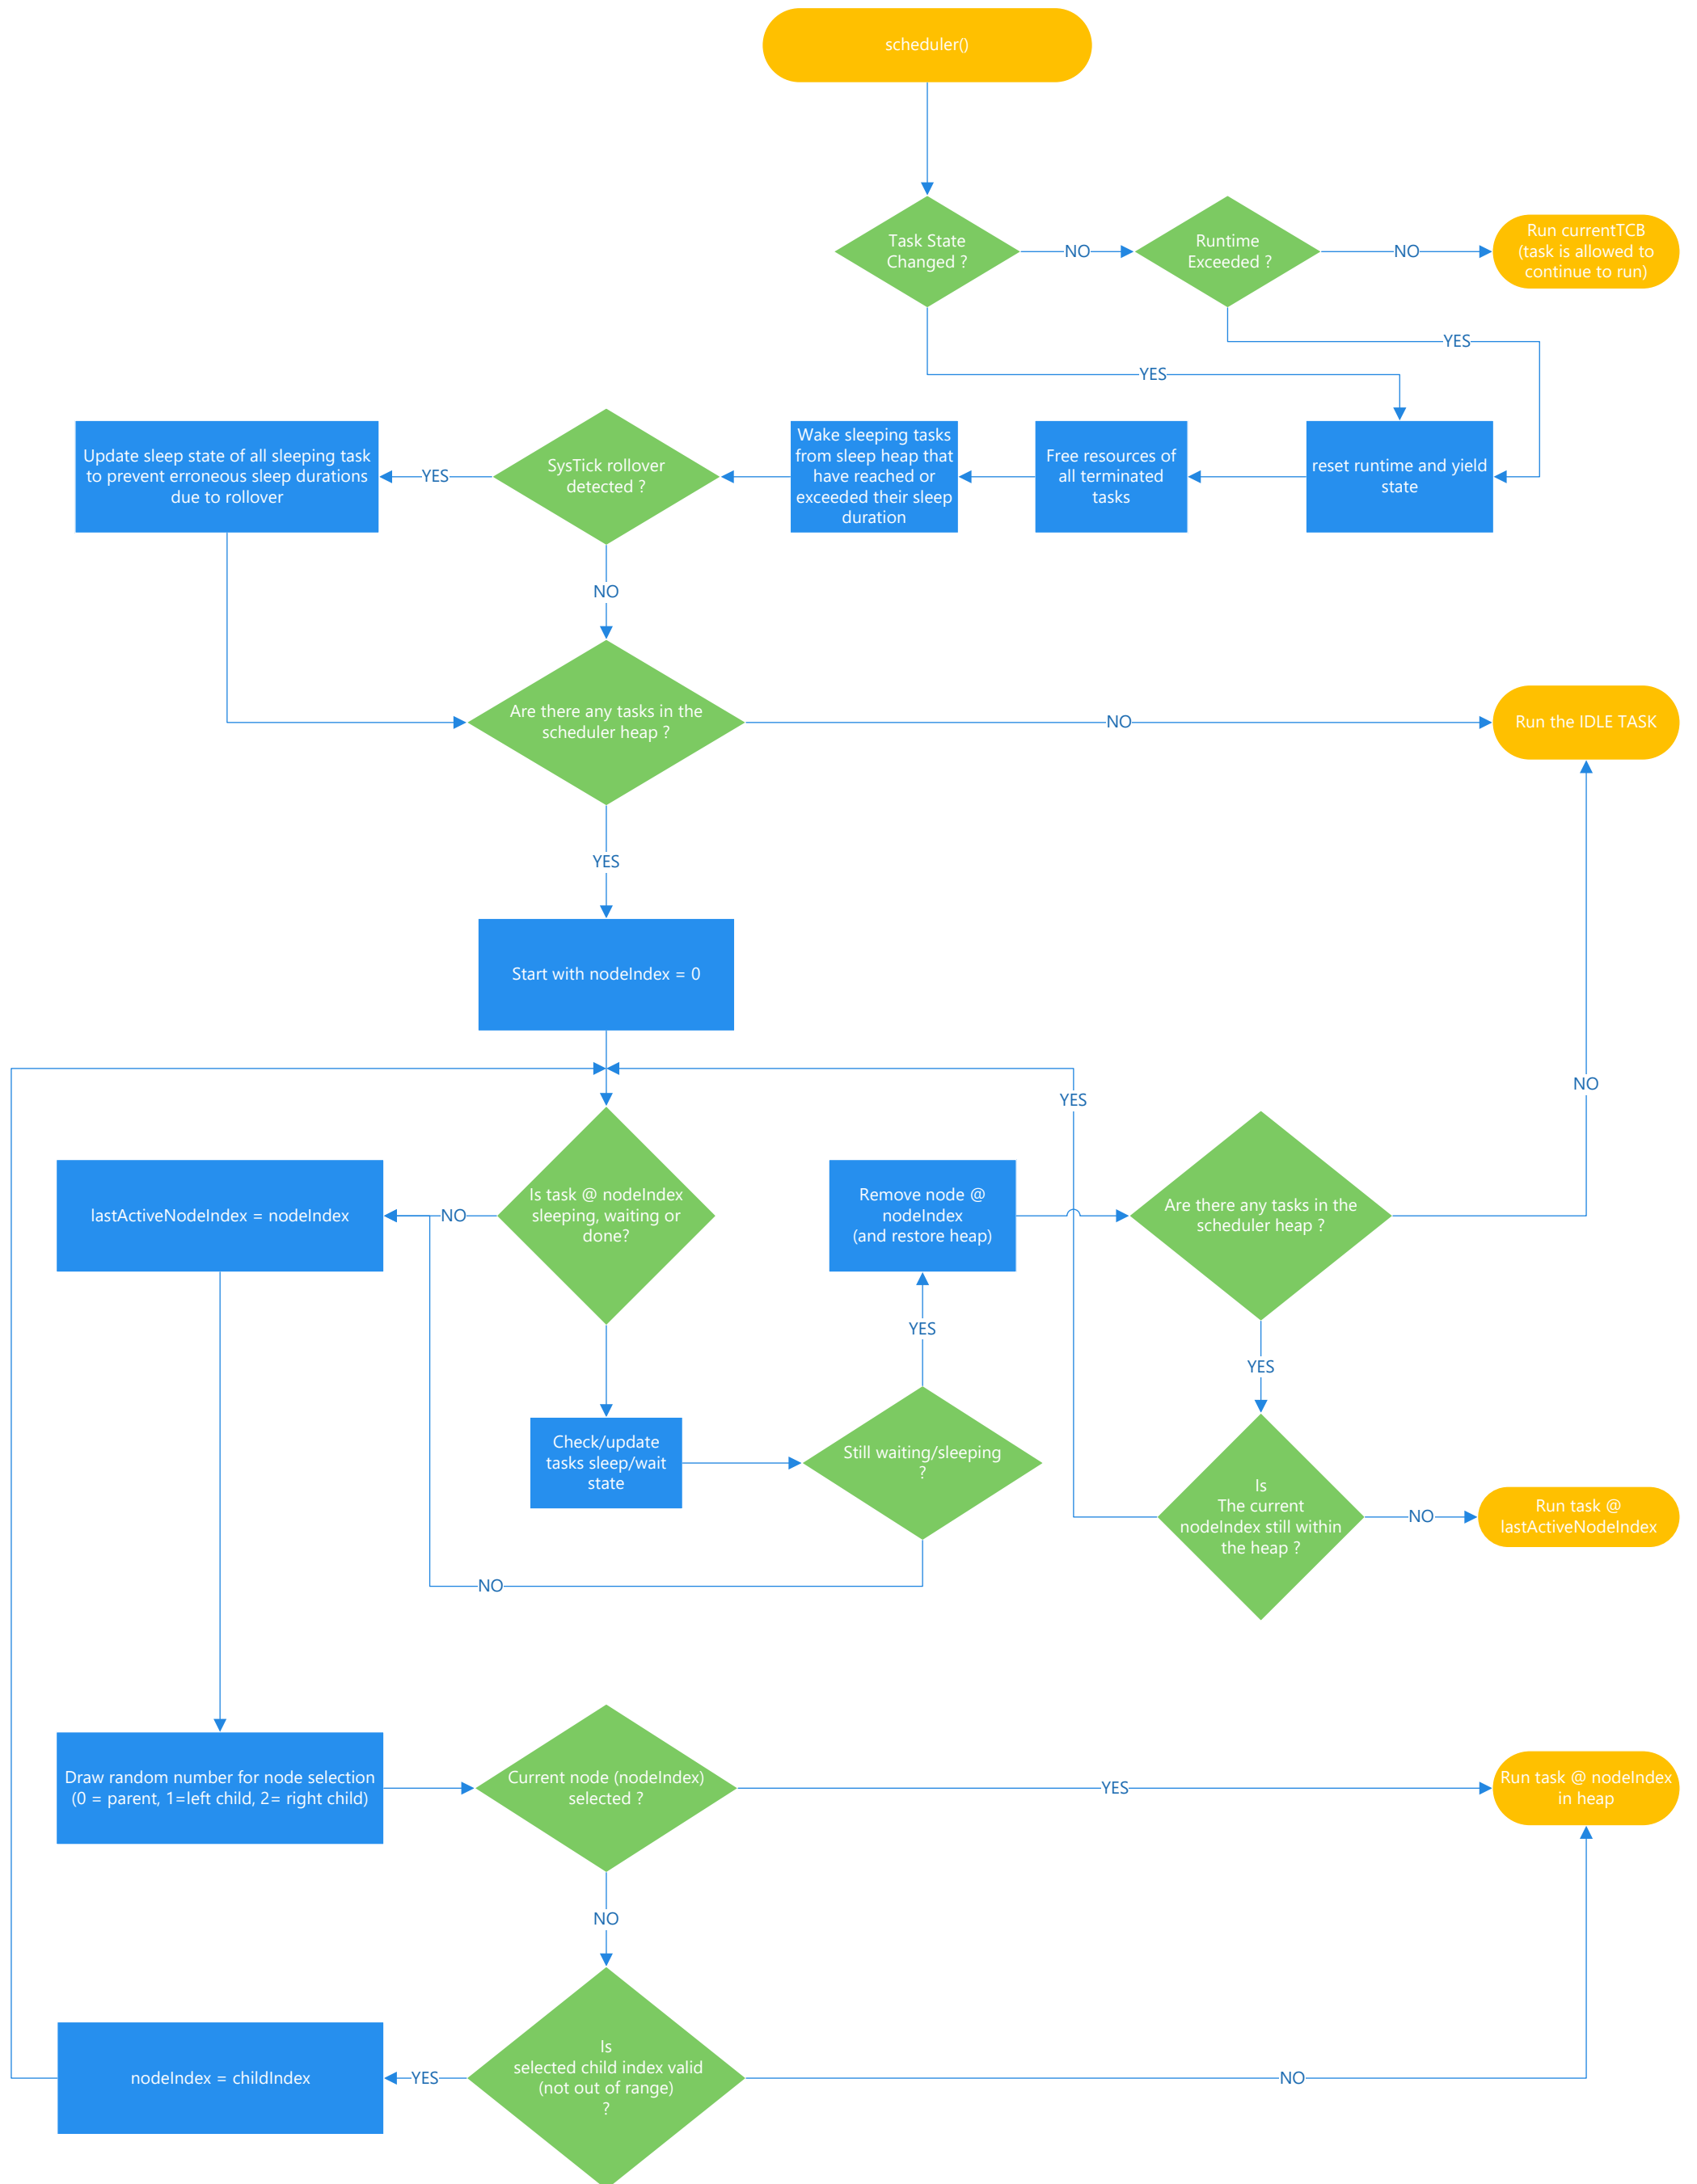 scheduler()
Task State
Changed ?
NO
Runtime
Exceeded ?
NO
Run currentTCB
(task is allowed to
continue to run)
YES
YES
Update sleep state of all sleeping task
to prevent erroneous sleep durations
due to rollover
YES
SysTick rollover
detected ?
Wake sleeping tasks
from sleep heap that
have reached or
exceeded their sleep
duration
Free resources of
all terminated
tasks
reset runtime and yield
state
NO
Are there any tasks in the
scheduler heap ?
NO
Run the IDLE TASK
YES
Start with nodeIndex = 0
YES
NO
lastActiveNodeIndex = nodeIndex
NO
Is task @ nodeIndex
sleeping, waiting or
done?
Remove node @
nodeIndex
(and restore heap)
Are there any tasks in the
scheduler heap ?
YES
YES
Check/update
tasks sleep/wait
state
Still waiting/sleeping
?
Is
The current
nodeIndex still within
the heap ?
NO
Run task @
lastActiveNodeIndex
NO
Draw random number for node selection
(0 = parent, 1=left child, 2= right child)
Current node (nodeIndex)
selected ?
YES
Run task @ nodeIndex
in heap
NO
nodeIndex = childIndex
YES
Is
selected child index valid
(not out of range)
?
NO